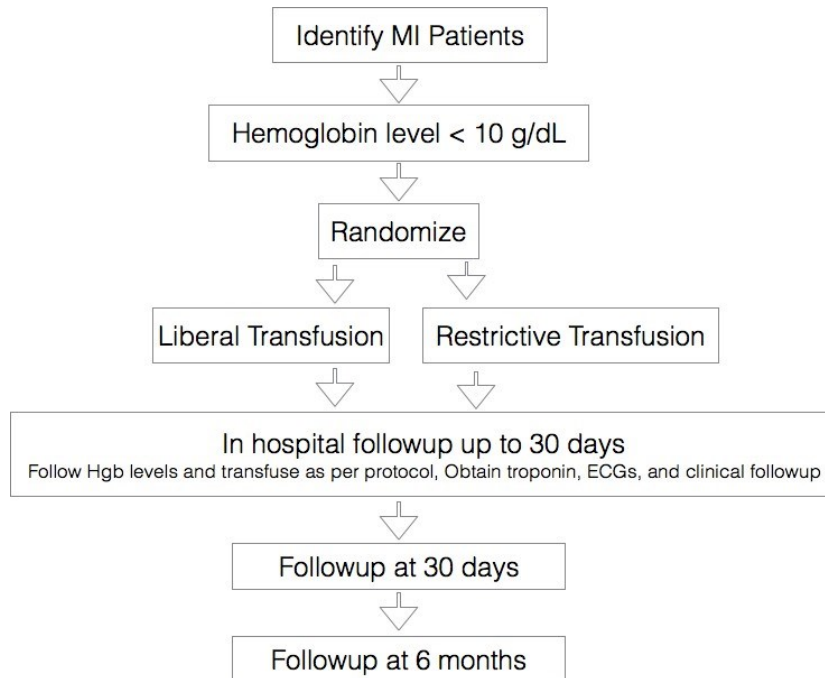 Identify MI Patients
Hemoglobin level < 10 g/dL
Randomize
Liberal Transfusion
Restrictive Transfusion
In hospital followup up to 30 days
Follow Hgb levels and transfuse as per protocol, Obtain troponin, ECGs, and clinical followup
Followup at 30 days
Followup at 6 months